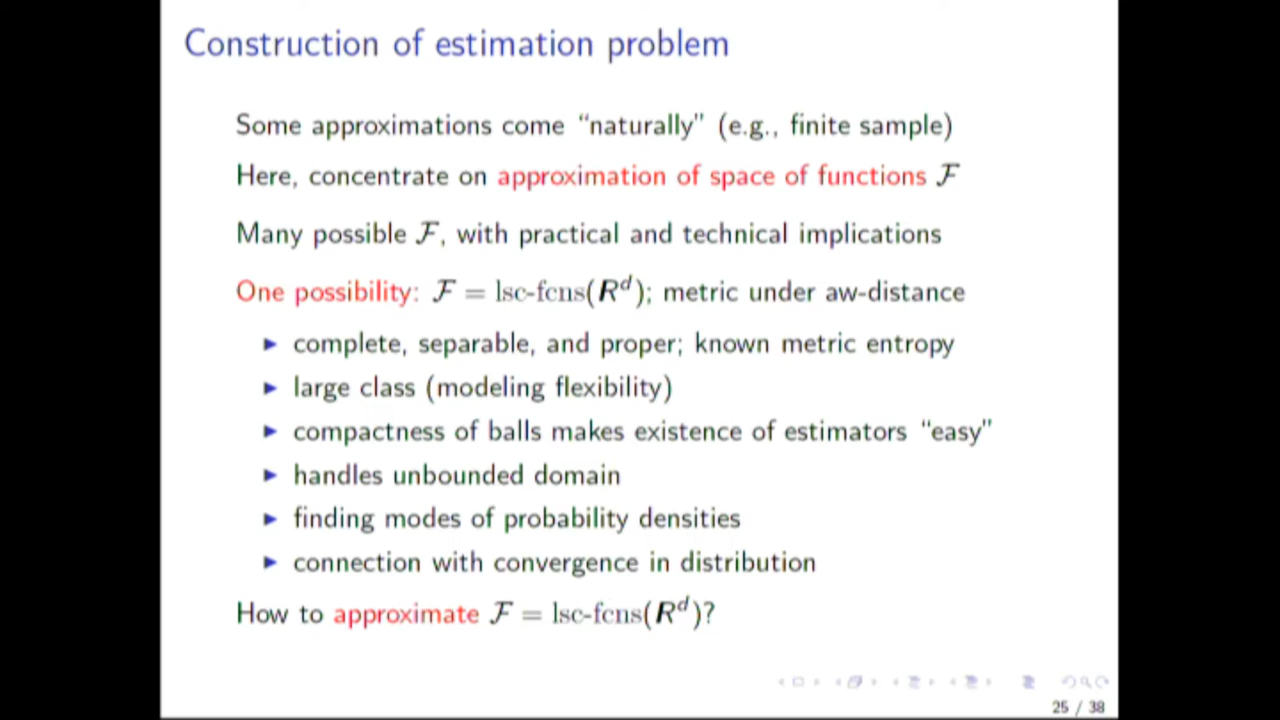 Construction of estimation problem
Some approximations come “naturally” (e.g., finite sample)
Here, concentrate on approximation of space of functions ℱ
Many possible ℱ, with practical and technical implications
One possibility: ℱ = lsc-fcns(Rᵈ); metric under aw-distance
► complete, separable, and proper; known metric entropy
► large class (modeling flexibility)
► compactness of balls makes existence of estimators “easy”
► handles unbounded domain
► finding modes of probability densities
► connection with convergence in distribution
How to approximate ℱ = lsc-fcns(Rᵈ)?
25 / 38